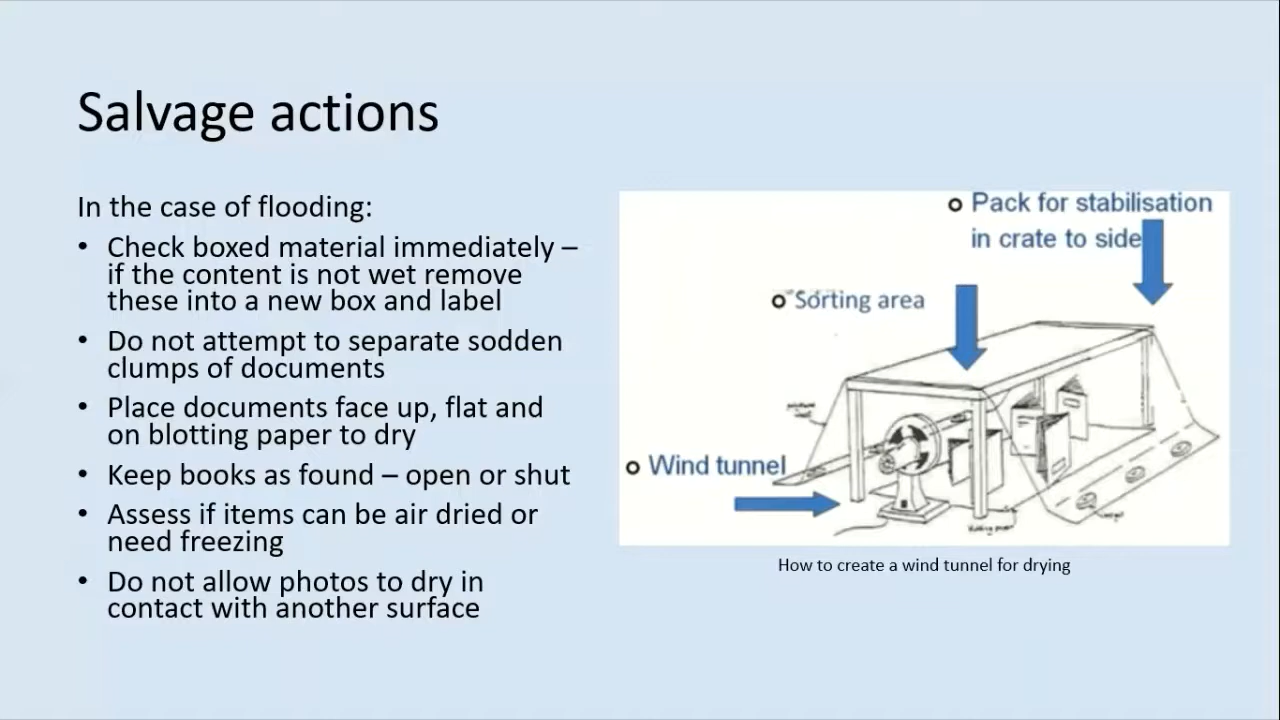 Salvage actions
In the case of flooding:
• Check boxed material immediately –
if the content is not wet remove
these into a new box and label
• Do not attempt to separate sodden
clumps of documents
• Place documents face up, flat and
on blotting paper to dry
• Keep books as found – open or shut
• Assess if items can be air dried or
need freezing
• Do not allow photos to dry in
contact with another surface
Pack for stabilisation
in crate to side
Sorting area
Wind tunnel
How to create a wind tunnel for drying